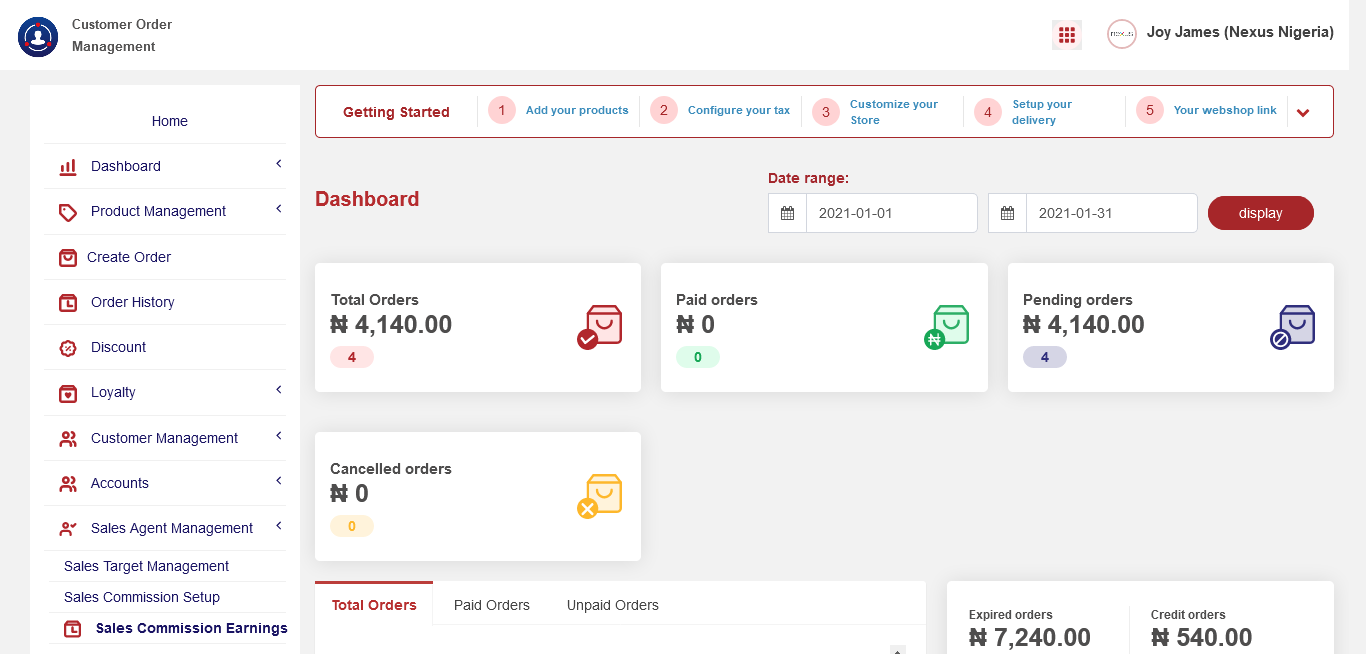 Customer Order
Management
nexus
Joy James (Nexus Nigeria)
Home
Dashboard
Product Management
Create Order
Order History
Discount
Loyalty
Customer Management
Accounts
Sales Agent Management
Sales Target Management
Sales Commission Setup
Sales Commission Earnings
Getting Started
1 Add your products
2 Configure your tax
3 Customize your
Store
4 Setup your
delivery
5 Your webshop link
Dashboard
Date range:
2021-01-01
2021-01-31
display
Total Orders
₦ 4,140.00
4
Paid orders
₦ 0
0
Pending orders
₦ 4,140.00
4
Cancelled orders
₦ 0
0
Total Orders
Paid Orders
Unpaid Orders
Expired orders
₦ 7,240.00
Credit orders
₦ 540.00